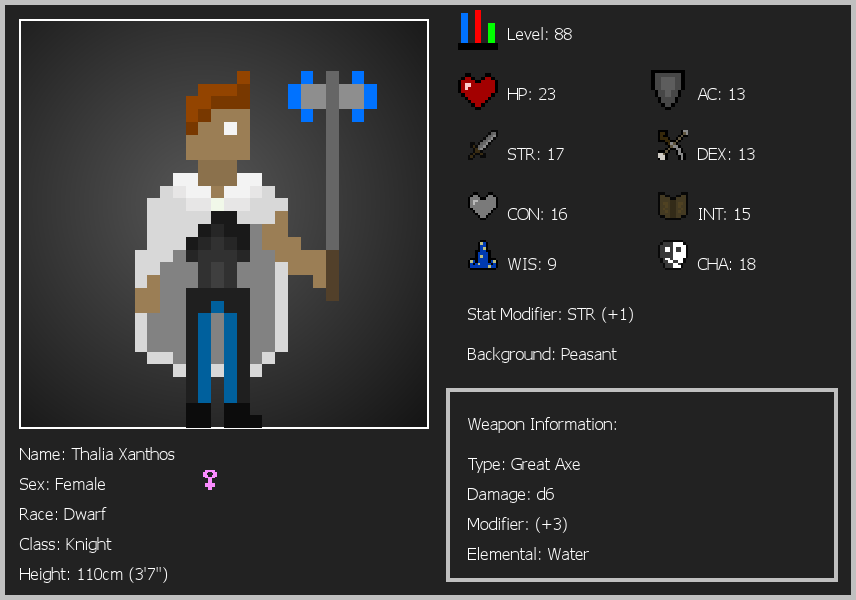 Level: 88
HP: 23
AC: 13
STR: 17
DEX: 13
CON: 16
INT: 15
WIS: 9
CHA: 18
Stat Modifier: STR (+1)
Background: Peasant
Weapon Information:
Type: Great Axe
Damage: d6
Modifier: (+3)
Elemental: Water
Name: Thalia Xanthos
Sex: Female
Race: Dwarf
Class: Knight
Height: 110cm (3'7")